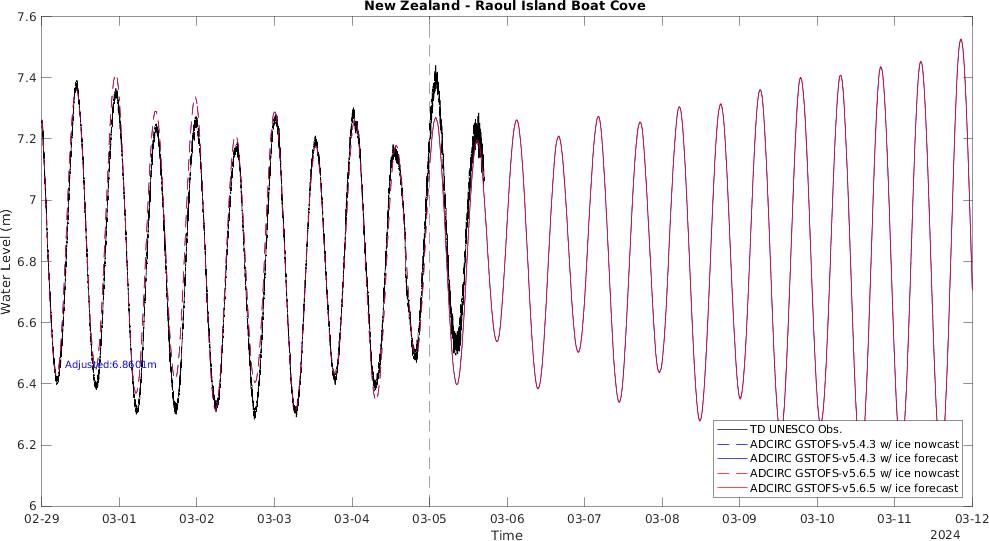 New Zealand - Raoul Island Boat Cove
7.6
7.4
7.2
7
6.8
6.6
6.4
6.2
6
Water Level (m)
Adjusted:6.8601m
TD UNESCO Obs.
ADCIRC GSTOFS-v5.4.3 w/ ice nowcast
ADCIRC GSTOFS-v5.4.3 w/ ice forecast
ADCIRC GSTOFS-v5.6.5 w/ ice nowcast
ADCIRC GSTOFS-v5.6.5 w/ ice forecast
02-29 03-01 03-02 03-03 03-04 03-05 03-06 03-07 03-08 03-09 03-10 03-11 03-12
Time
2024